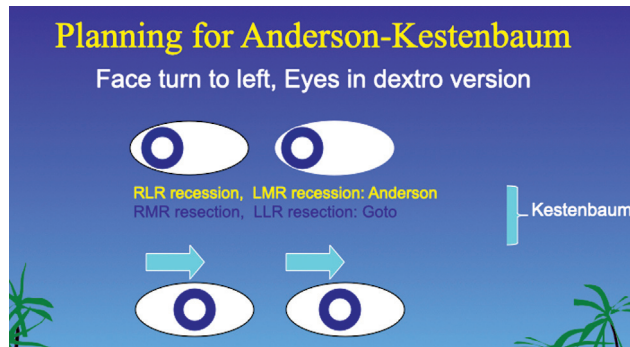 Planning for Anderson-Kestenbaum
Face turn to left, Eyes in dextro version
RLR recession, LMR recession: Anderson
RMR resection, LLR resection: Goto
Kestenbaum